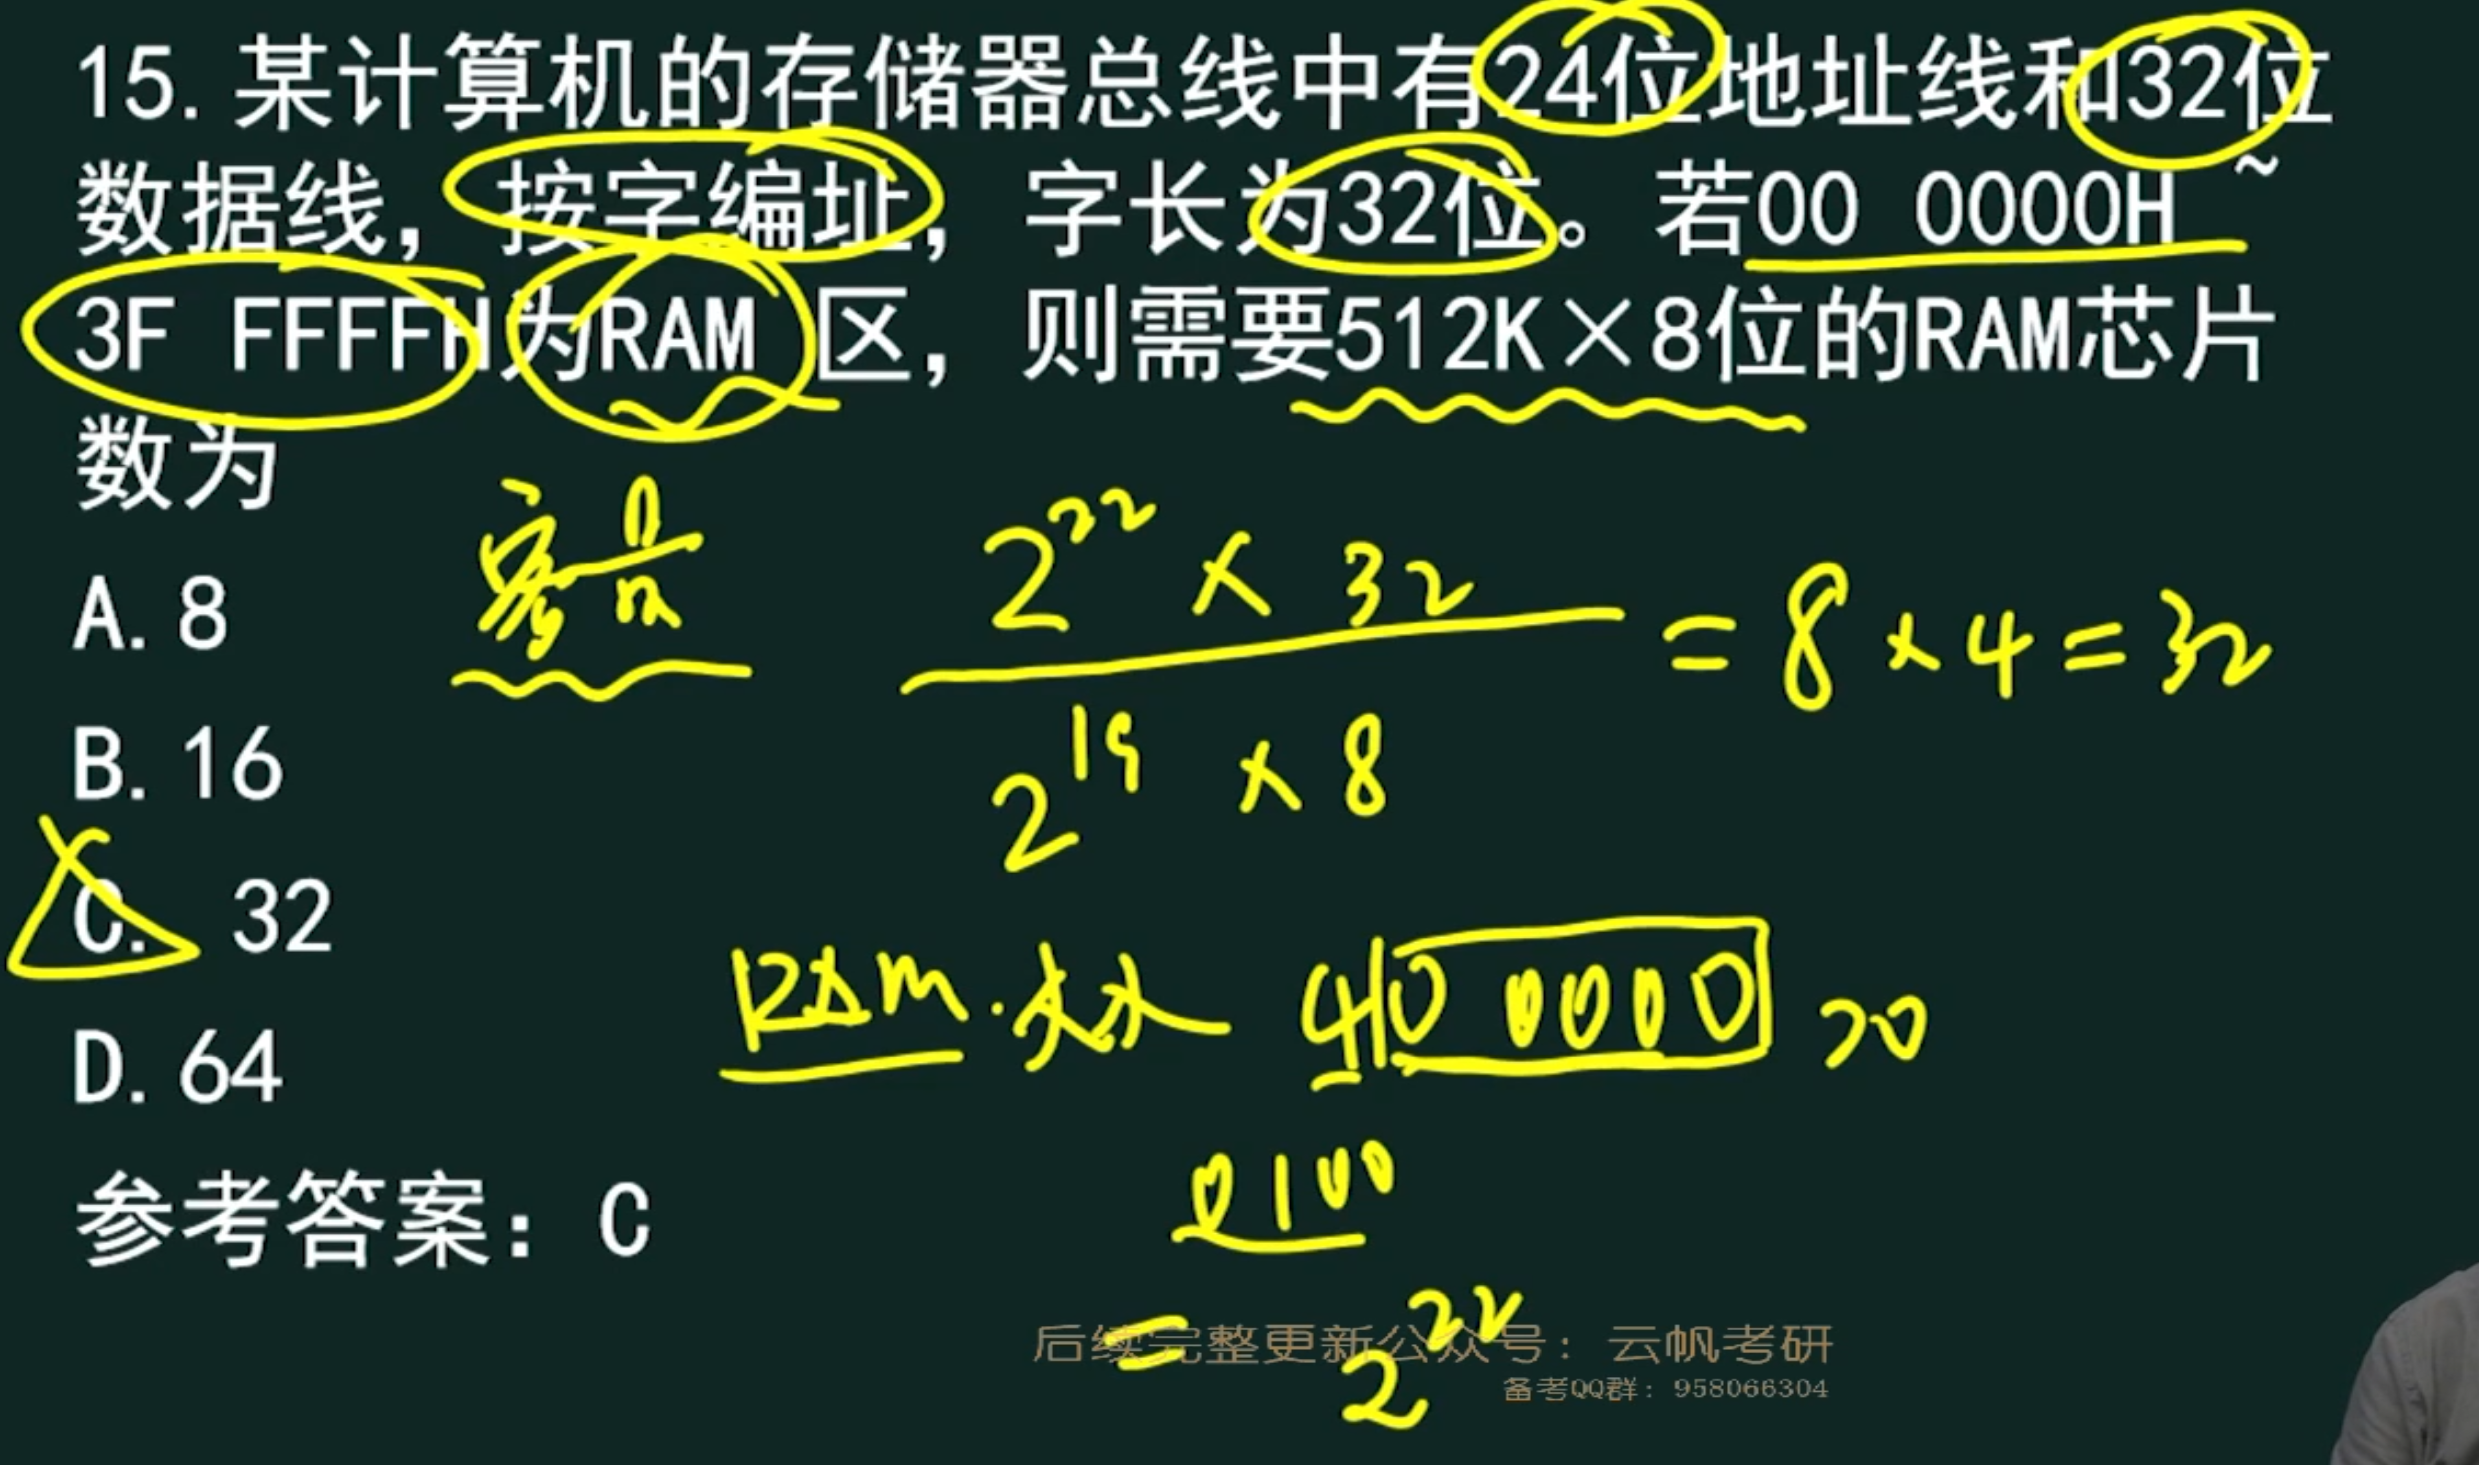 15. 某计算机的存储器总线中有24位地址线和32位
数据线，按字编址，字长为32位。若00 0000H ~
3F FFFFH为RAM 区，则需要512K×8位的RAM芯片
数为
容量
2^22 × 32
= 8 × 4 = 32
2^19 × 8
A. 8
B. 16
C. 32
D. 64
RAM. 大小 40 0000 20
0100
= 2^22
参考答案：C
后续完整更新公众号：云帆考研
备考QQ群：958066304